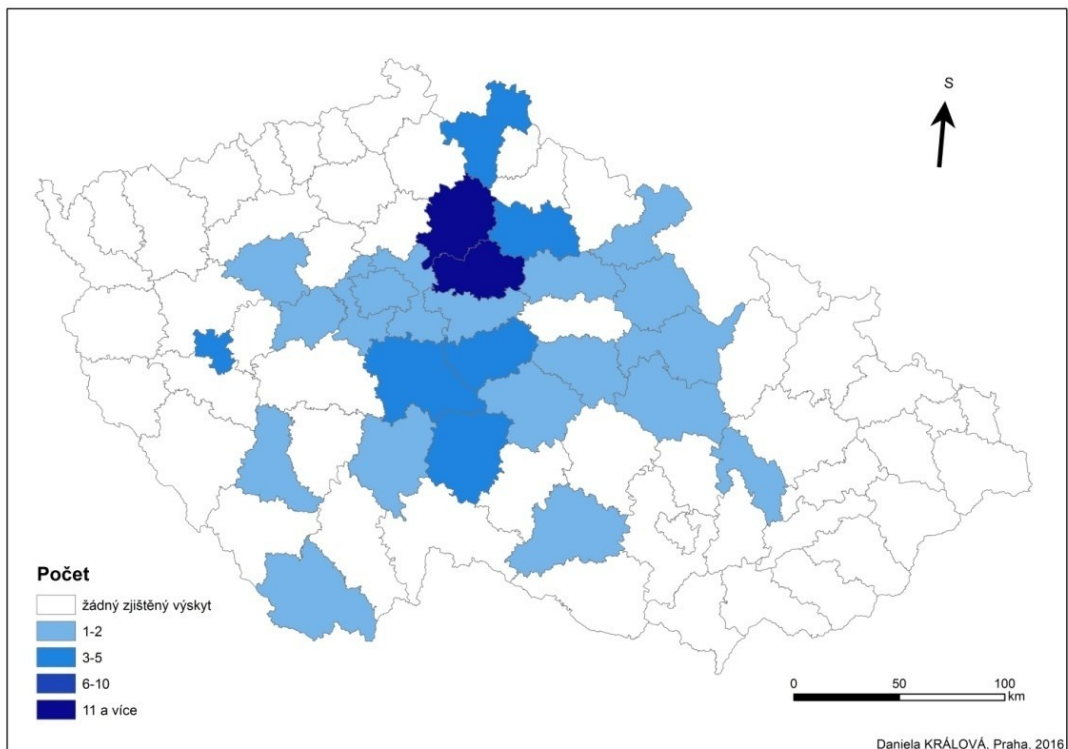 S
Počet
žádný zjištěný výskyt
1-2
3-5
6-10
11 a více
0 50 100
km
Daniela KRÁLOVÁ, Praha, 2016